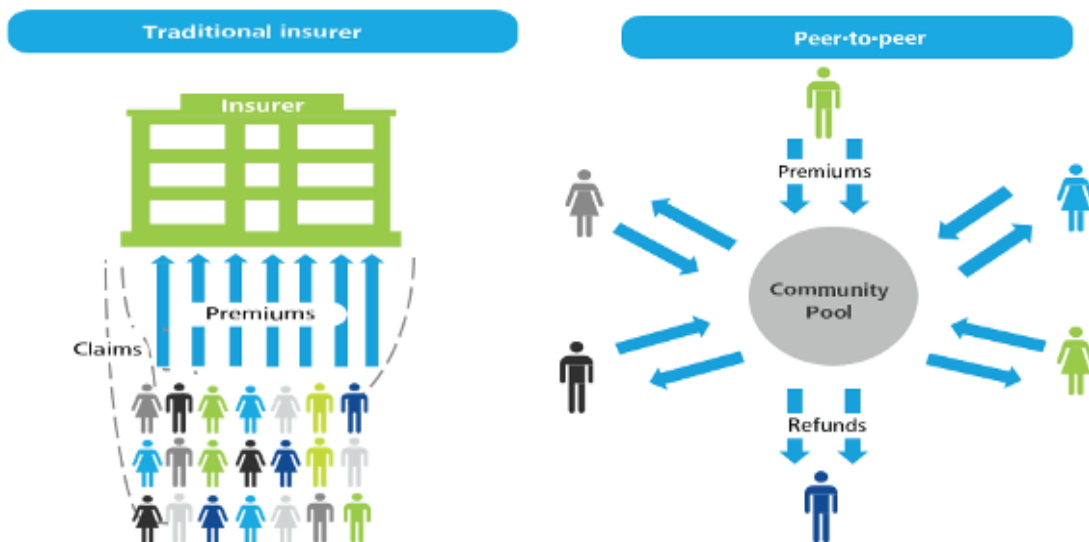 Traditional insurer
Insurer
Premiums
Claims
Peer-to-peer
Premiums
Community
Pool
Refunds